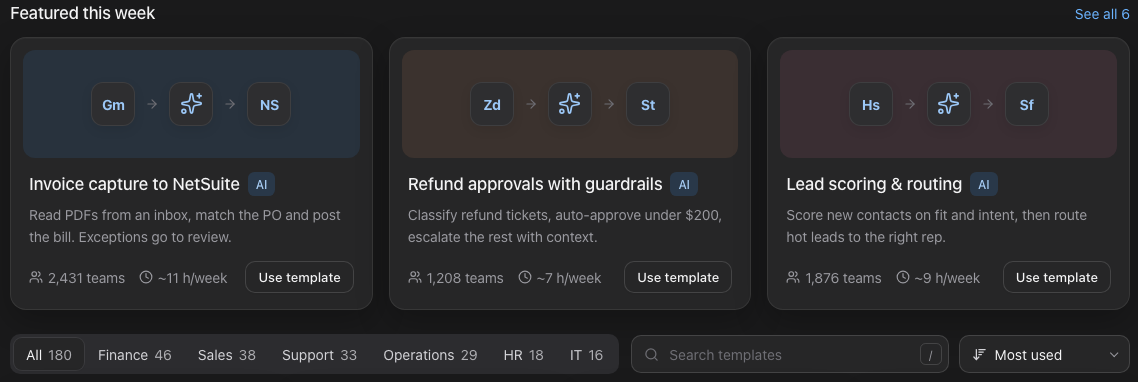 Featured this week
See all 6
Gm → → NS
Zd → → St
Hs → → Sf
Invoice capture to NetSuite AI
Read PDFs from an inbox, match the PO and post
the bill. Exceptions go to review.
2,431 teams ~11 h/week Use template
Refund approvals with guardrails AI
Classify refund tickets, auto-approve under $200,
escalate the rest with context.
1,208 teams ~7 h/week Use template
Lead scoring & routing AI
Score new contacts on fit and intent, then route
hot leads to the right rep.
1,876 teams ~9 h/week Use template
All 180 Finance 46 Sales 38 Support 33 Operations 29 HR 18 IT 16
Search templates /
Most used